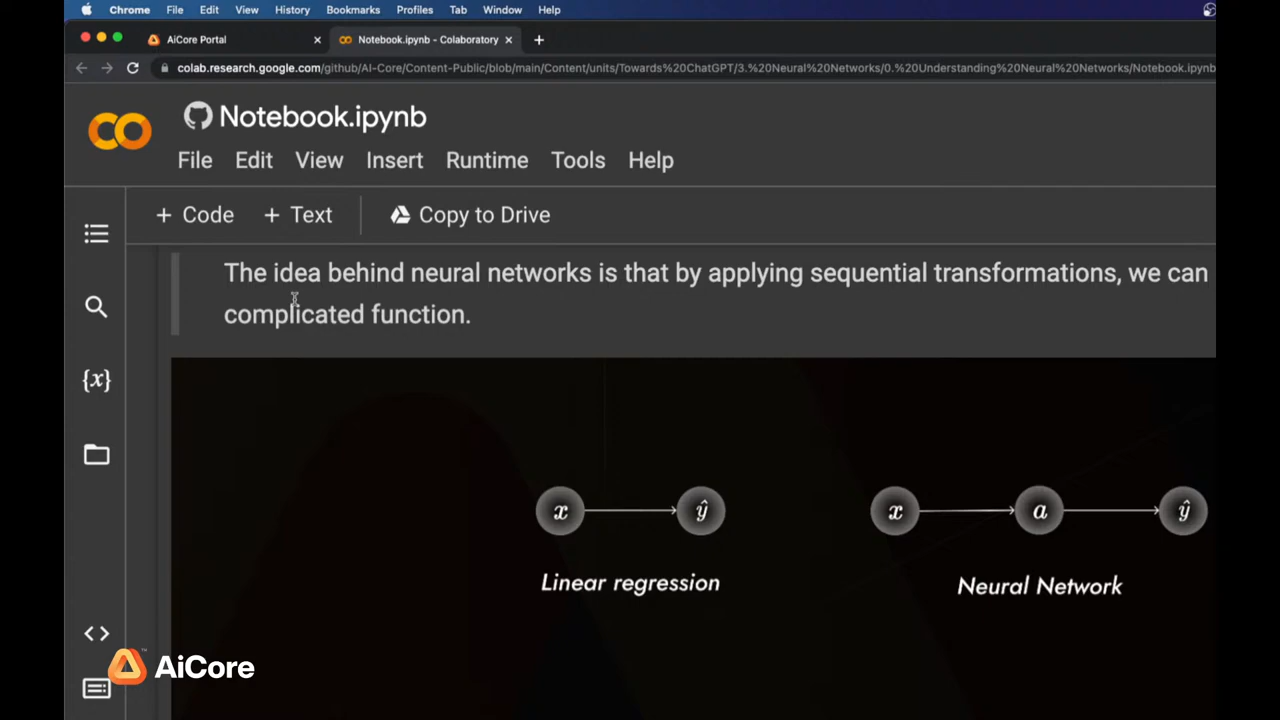 Chrome File Edit View History Bookmarks Profiles Tab Window Help
AiCore Portal Notebook.ipynb - Colaboratory
colab.research.google.com/github/AI-Core/Content-Public/blob/main/Content/units/Towards%20ChatGPT/3.%20Neural%20Networks/0.%20Understanding%20Neural%20Networks/Notebook.ipynb
CO Notebook.ipynb
File Edit View Insert Runtime Tools Help
+ Code + Text Copy to Drive
The idea behind neural networks is that by applying sequential transformations, we can
complicated function.
{x}
x ŷ x a ŷ
Linear regression Neural Network
<>
AiCore™